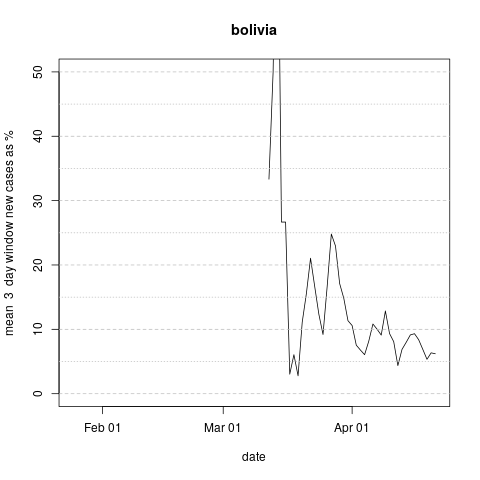 bolivia
mean 3 day window new cases as %
50
40
30
20
10
0
Feb 01
Mar 01
Apr 01
date